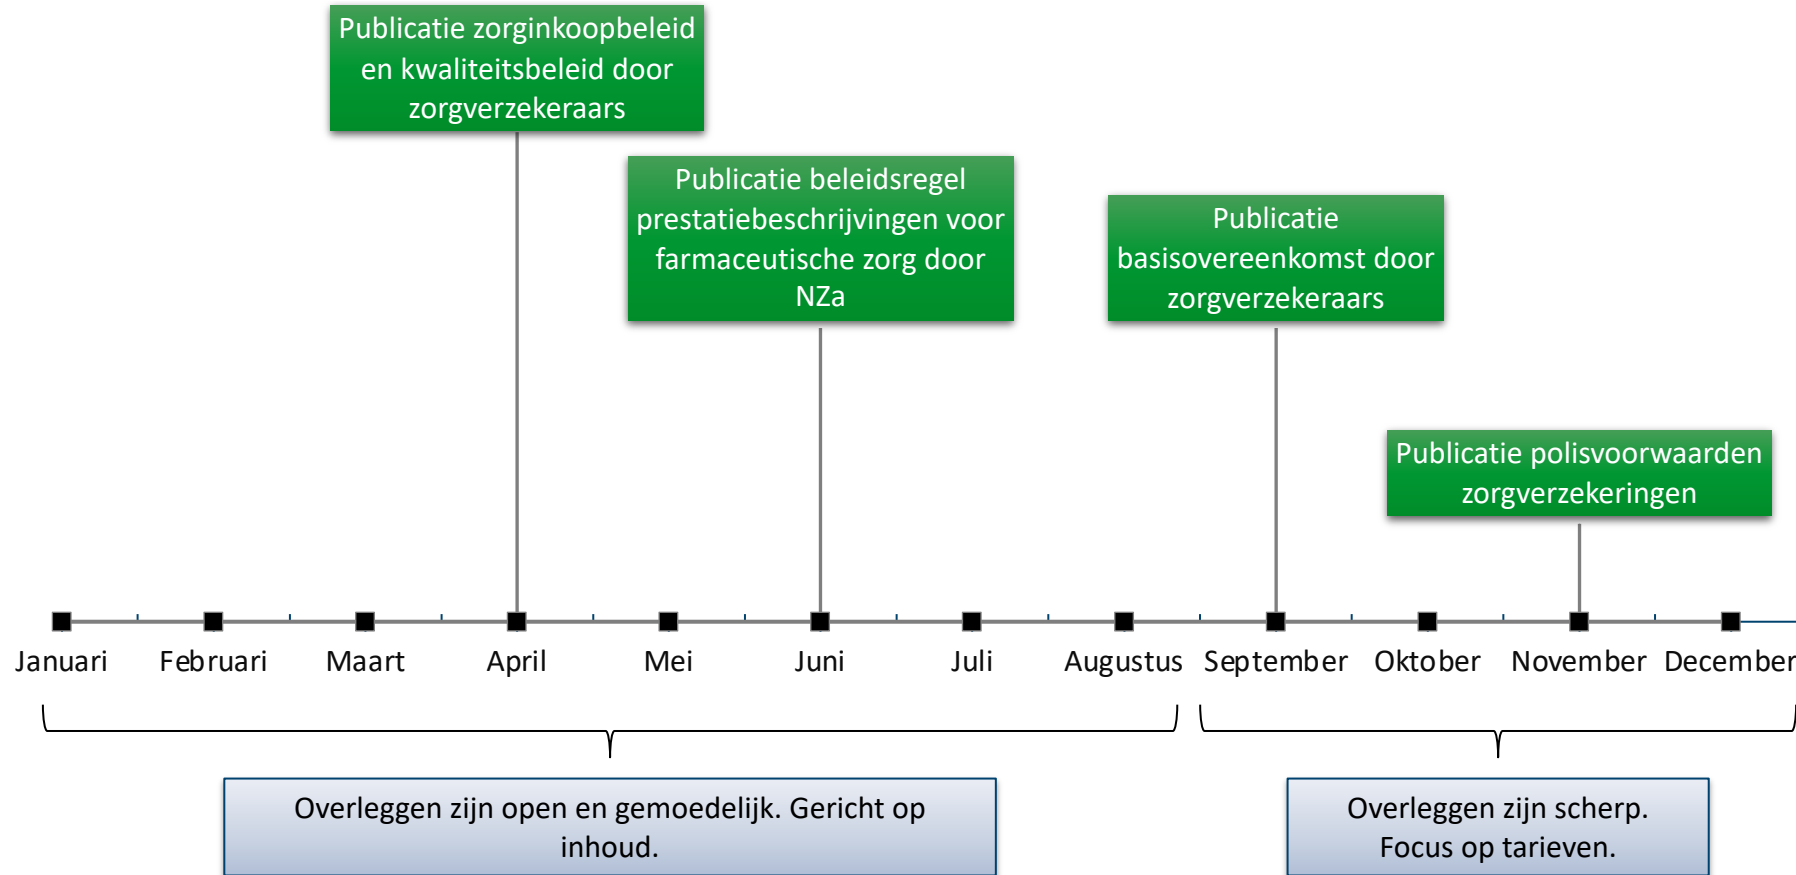 Publicatie zorginkoopbeleid
en kwaliteitsbeleid door
zorgverzekeraars
Publicatie beleidsregel
prestatiebeschrijvingen voor
farmaceutische zorg door
NZa
Publicatie
basisovereenkomst door
zorgverzekeraars
Publicatie polisvoorwaarden
zorgverzekeringen
Januari Februari Maart April Mei Juni Juli Augustus September Oktober November December
Overleggen zijn open en gemoedelijk. Gericht op
inhoud.
Overleggen zijn scherp.
Focus op tarieven.